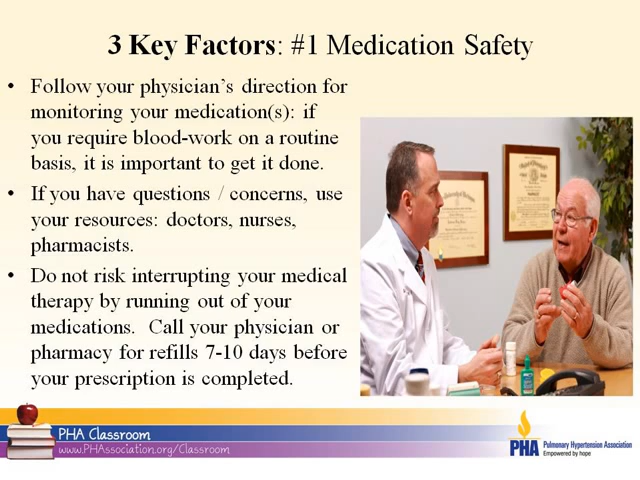 3 Key Factors: #1 Medication Safety
• Follow your physician's direction for
monitoring your medication(s): if
you require blood-work on a routine
basis, it is important to get it done.
• If you have questions / concerns, use
your resources: doctors, nurses,
pharmacists.
• Do not risk interrupting your medical
therapy by running out of your
medications.  Call your physician or
pharmacy for refills 7-10 days before
your prescription is completed.
PHA Classroom
www.PHAssociation.org/Classroom
PHA Pulmonary Hypertension Association
Empowered by hope